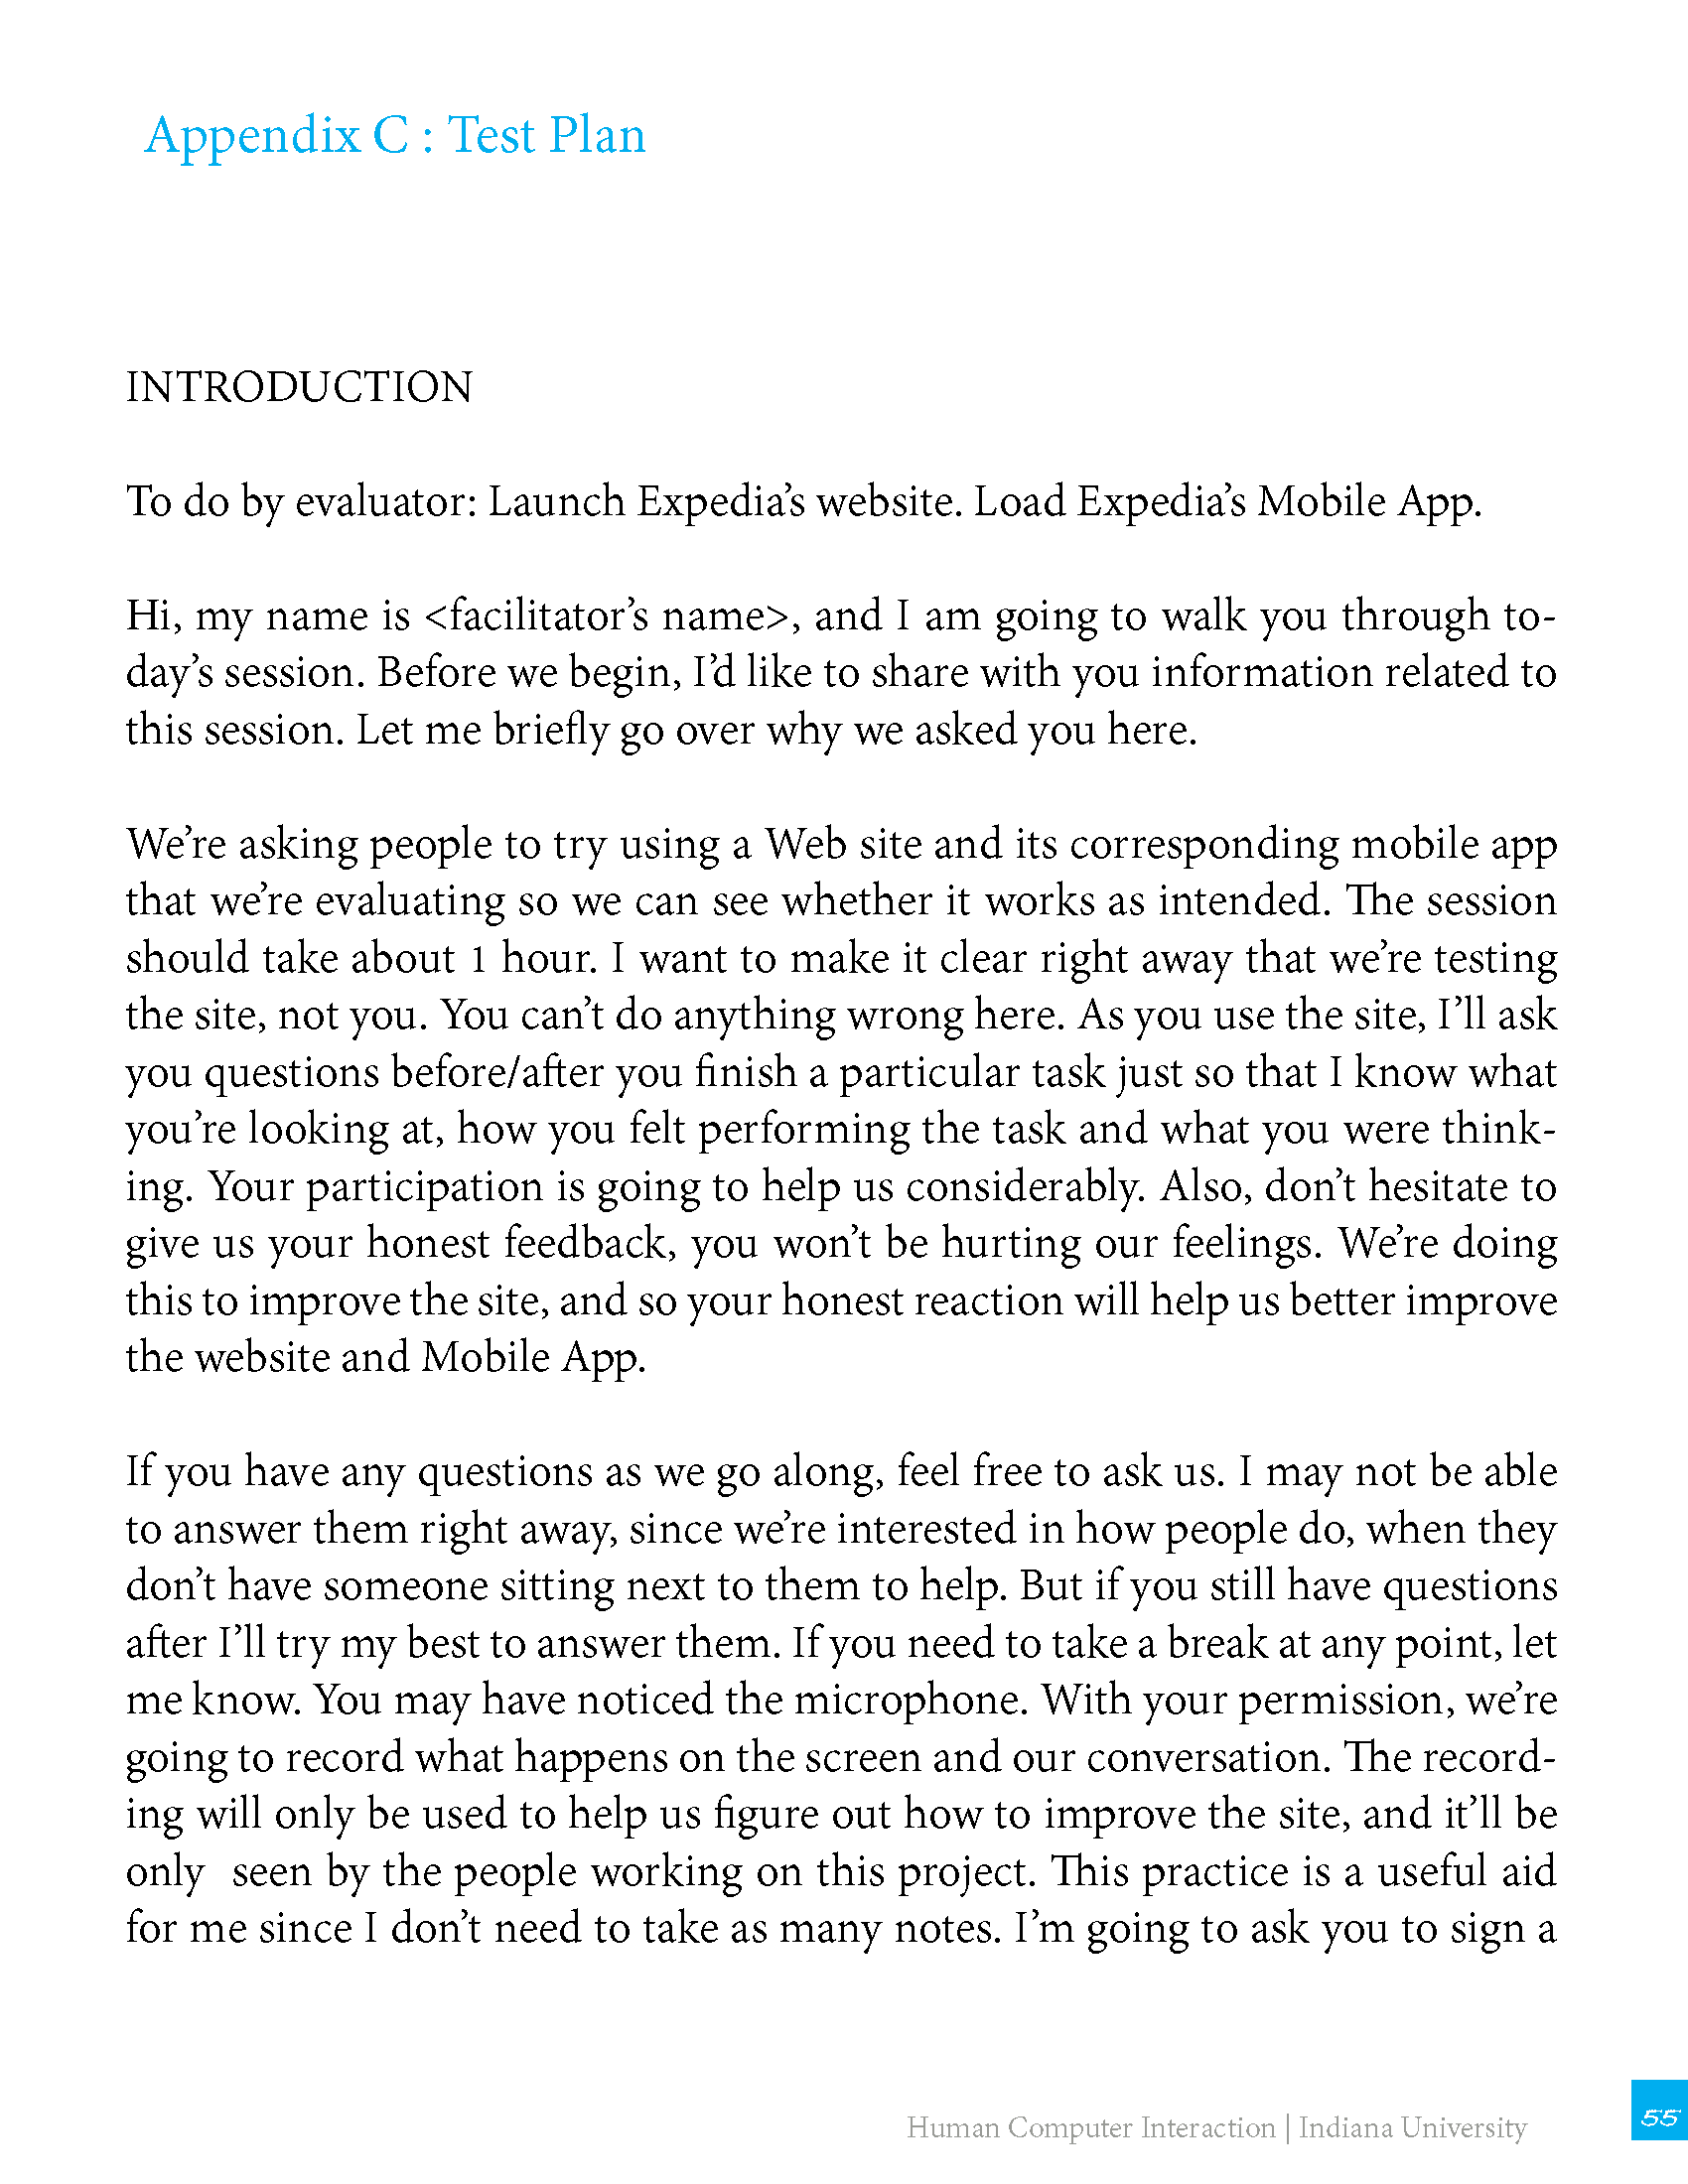 Appendix C : Test Plan
INTRODUCTION
To do by evaluator: Launch Expedia’s website. Load Expedia’s Mobile App.
Hi, my name is <facilitator’s name>, and I am going to walk you through to-
day’s session. Before we begin, I’d like to share with you information related to
this session. Let me briefly go over why we asked you here.
We’re asking people to try using a Web site and its corresponding mobile app
that we’re evaluating so we can see whether it works as intended. The session
should take about 1 hour. I want to make it clear right away that we’re testing
the site, not you. You can’t do anything wrong here. As you use the site, I’ll ask
you questions before/after you finish a particular task just so that I know what
you’re looking at, how you felt performing the task and what you were think-
ing. Your participation is going to help us considerably. Also, don’t hesitate to
give us your honest feedback, you won’t be hurting our feelings. We’re doing
this to improve the site, and so your honest reaction will help us better improve
the website and Mobile App.
If you have any questions as we go along, feel free to ask us. I may not be able
to answer them right away, since we’re interested in how people do, when they
don’t have someone sitting next to them to help. But if you still have questions
after I’ll try my best to answer them. If you need to take a break at any point, let
me know. You may have noticed the microphone. With your permission, we’re
going to record what happens on the screen and our conversation. The record-
ing will only be used to help us figure out how to improve the site, and it’ll be
only seen by the people working on this project. This practice is a useful aid
for me since I don’t need to take as many notes. I’m going to ask you to sign a
Human Computer Interaction | Indiana University
55